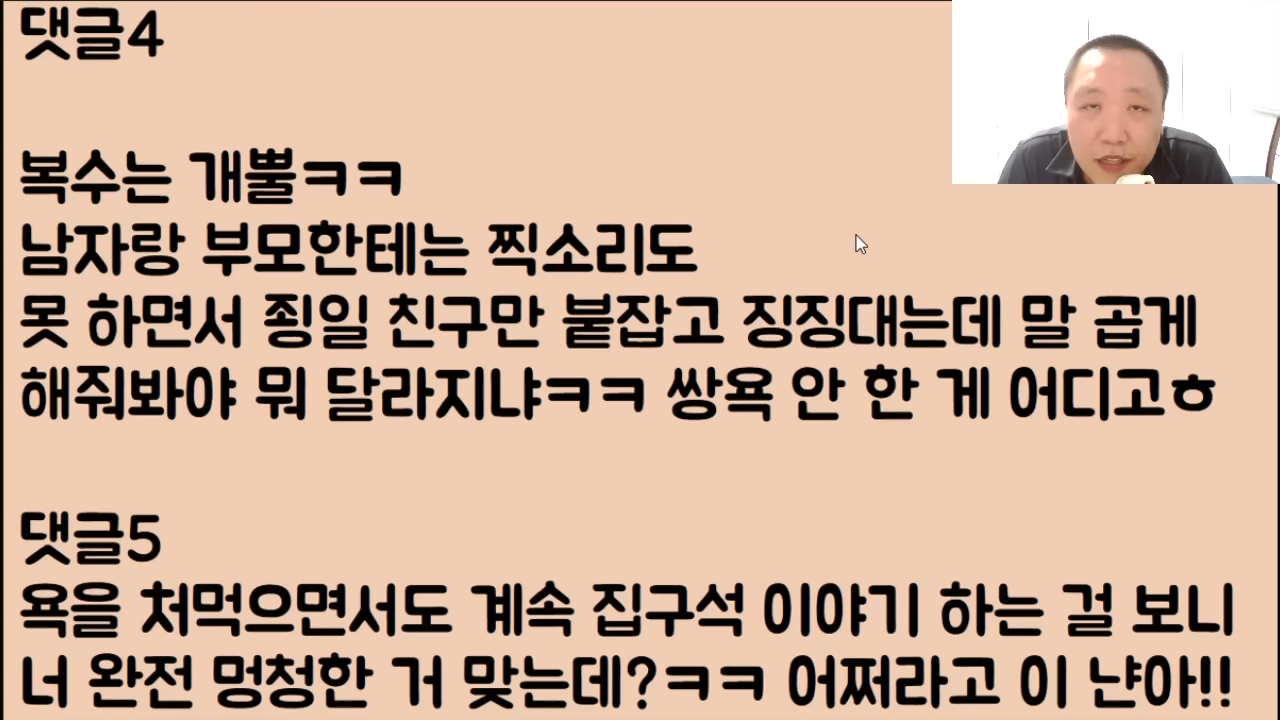 댓글4
복수는 개뿔ㅋㅋ
남자랑 부모한테는 찍소리도
못 하면서 죙일 친구만 붙잡고 징징대는데 말 곱게
해줘봐야 뭐 달라지냐ㅋㅋ 쌍욕 안 한 게 어디고ㅎ
댓글5
욕을 처먹으면서도 계속 집구석 이야기 하는 걸 보니
너 완전 멍청한 거 맞는데?ㅋㅋ 어쩌라고 이 냔아!!